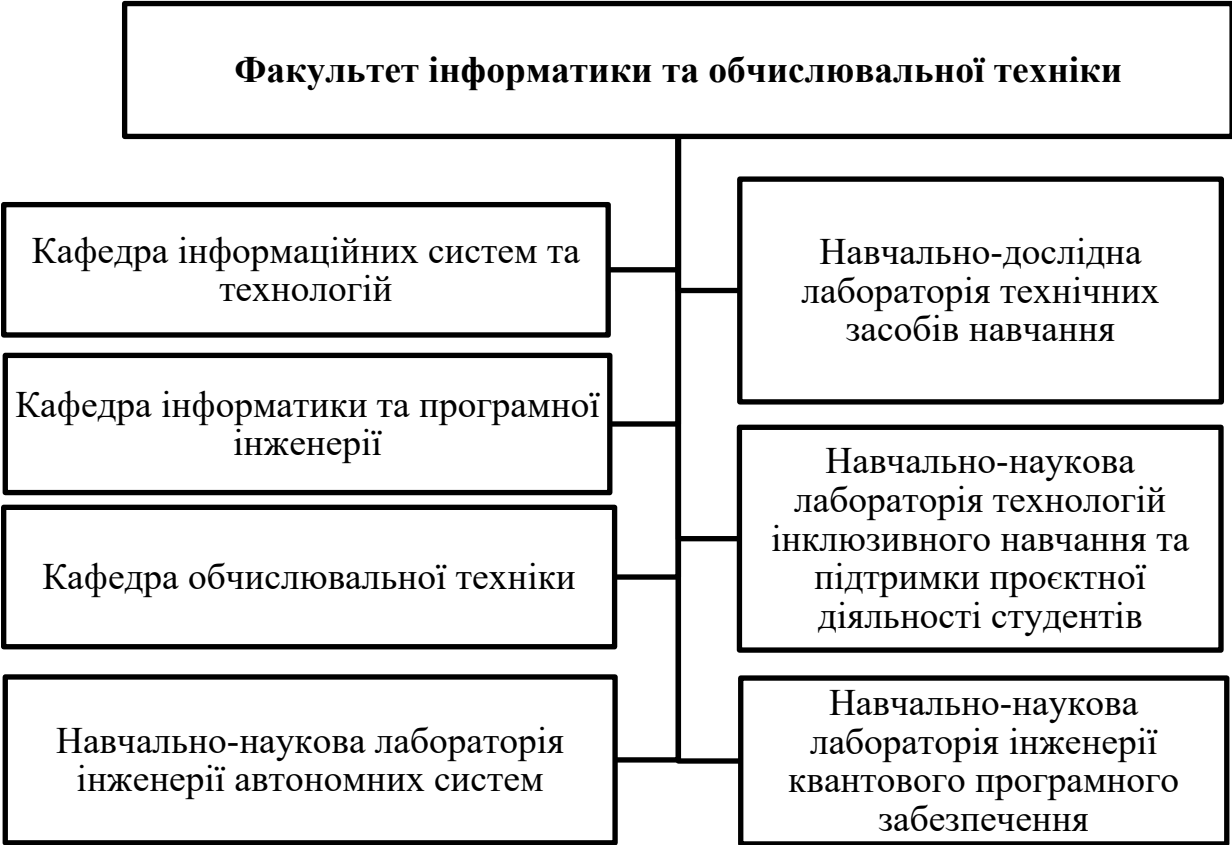 Факультет інформатики та обчислювальної техніки
Кафедра інформаційних систем та
технологій
Кафедра інформатики та програмної
інженерії
Кафедра обчислювальної техніки
Навчально-наукова лабораторія
інженерії автономних систем
Навчально-дослідна
лабораторія технічних
засобів навчання
Навчально-наукова
лабораторія технологій
інклюзивного навчання та
підтримки проєктної
діяльності студентів
Навчально-наукова
лабораторія інженерії
квантового програмного
забезпечення